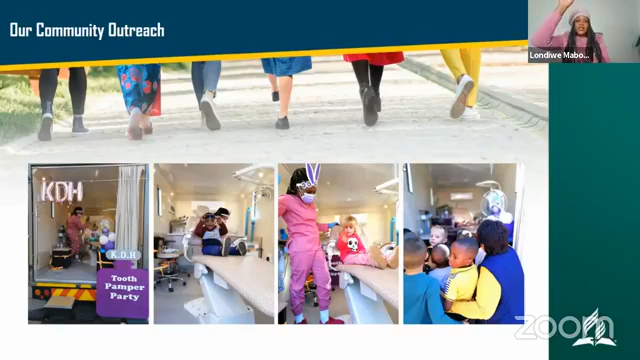 Our Community Outreach
Londiwe Mabo...
KDH
K.D.H
Tooth
Pamper
Party
zoom